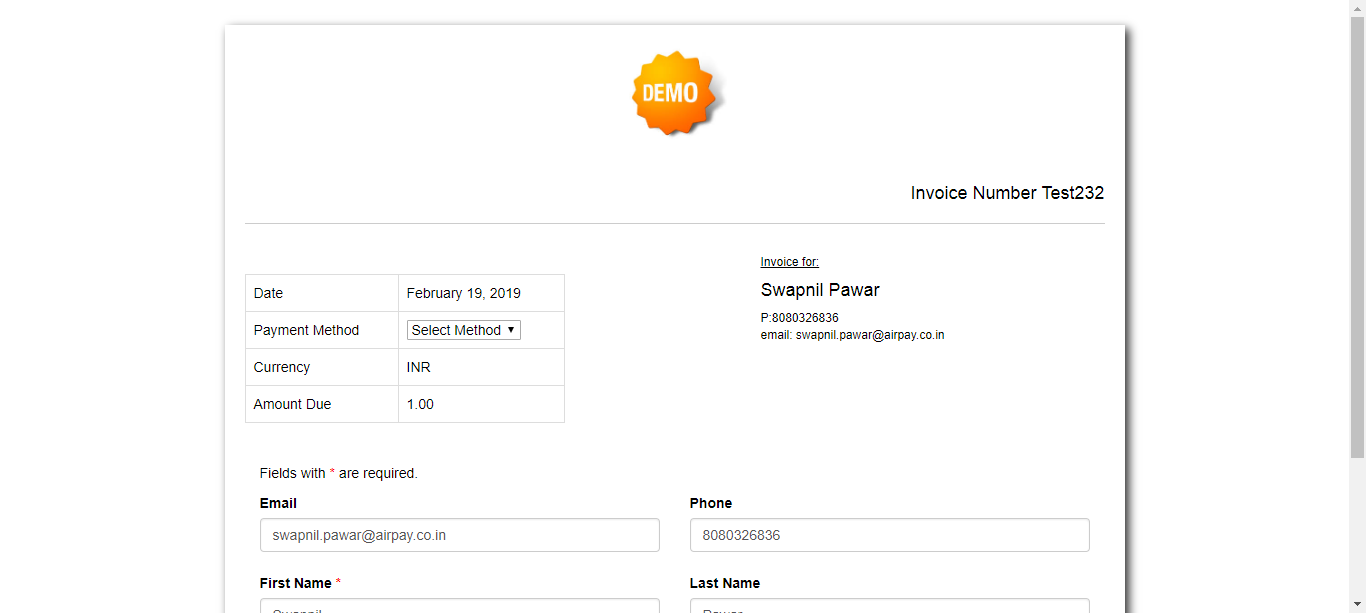 DEMO
Invoice Number Test232
Invoice for:
Swapnil Pawar
P:8080326836
email: swapnil.pawar@airpay.co.in
Date February 19, 2019
Payment Method Select Method
Currency INR
Amount Due 1.00
Fields with * are required.
Email Phone
swapnil.pawar@airpay.co.in 8080326836
First Name * Last Name
Swapnil Pawar